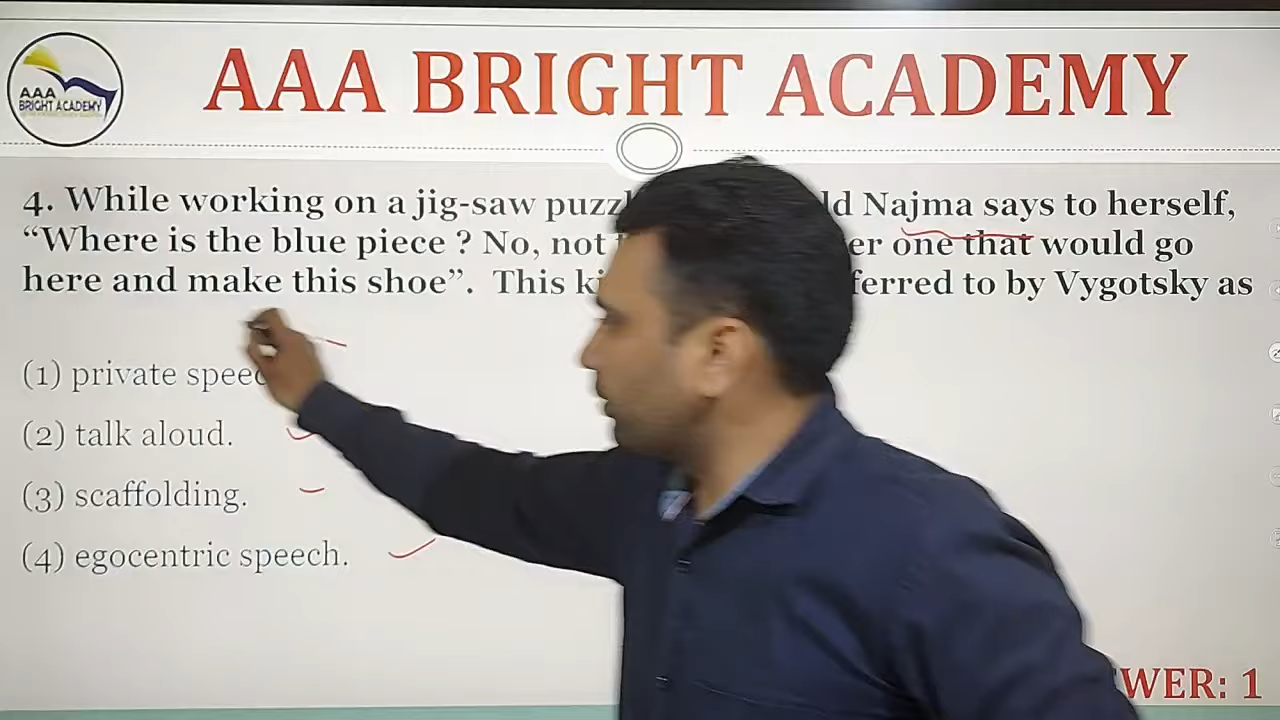 AAA
BRIGHT ACADEMY
AAA BRIGHT ACADEMY
4. While working on a jig-saw puzzl ld Najma says to herself,
“Where is the blue piece ? No, not er one that would go
here and make this shoe”. This ki ferred to by Vygotsky as
(1) private speec
(2) talk aloud.
(3) scaffolding.
(4) egocentric speech.
WER: 1